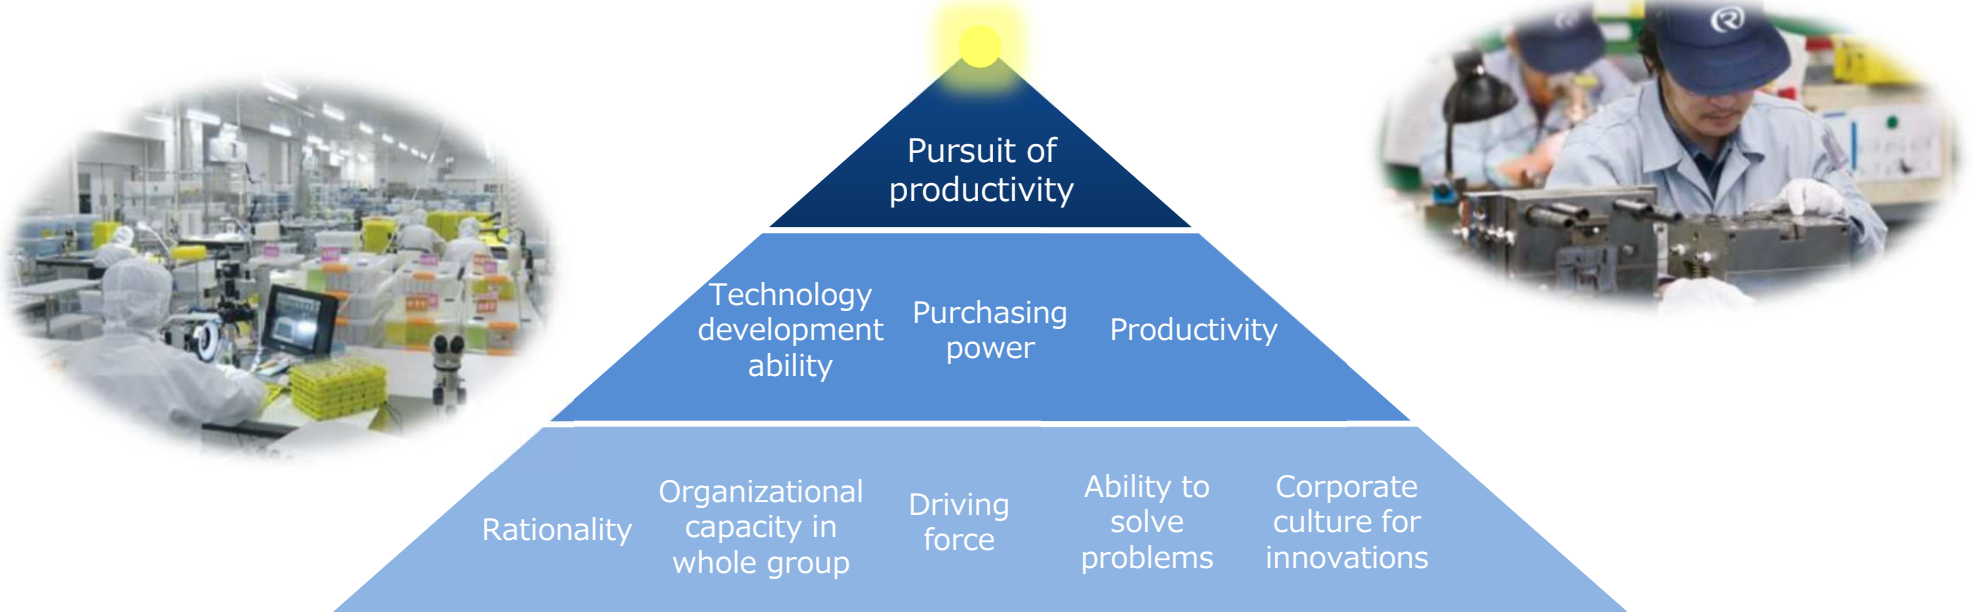 Pursuit of
productivity
Technology
development
ability
Purchasing
power
Productivity
Rationality
Organizational
capacity in
whole group
Driving
force
Ability to
solve
problems
Corporate
culture for
innovations